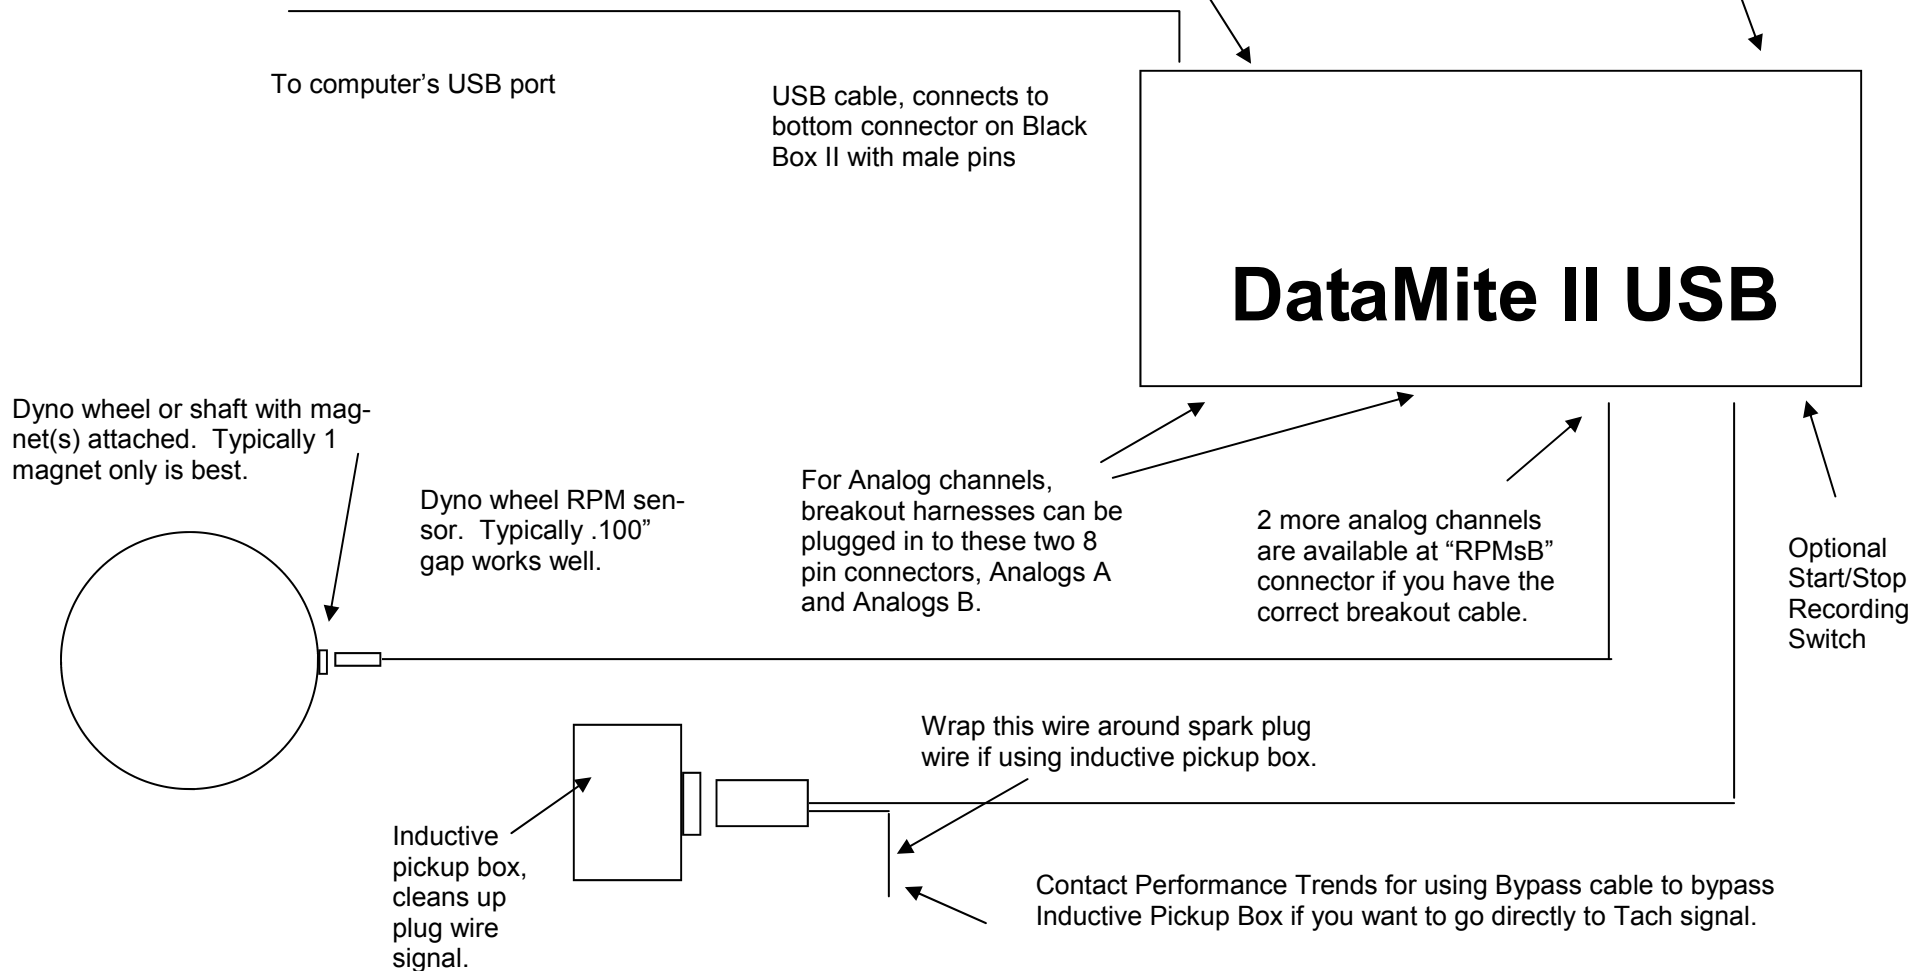 To computer's USB port
USB cable, connects to
bottom connector on Black
Box II with male pins
DataMite II USB
Dyno wheel or shaft with mag-
net(s) attached.  Typically 1
magnet only is best.
Dyno wheel RPM sen-
sor.  Typically .100”
gap works well.
For Analog channels,
breakout harnesses can be
plugged in to these two 8
pin connectors, Analogs A
and Analogs B.
2 more analog channels
are available at “RPMsB”
connector if you have the
correct breakout cable.
Optional
Start/Stop
Recording
Switch
Wrap this wire around spark plug
wire if using inductive pickup box.
Inductive
pickup box,
cleans up
plug wire
signal.
Contact Performance Trends for using Bypass cable to bypass
Inductive Pickup Box if you want to go directly to Tach signal.